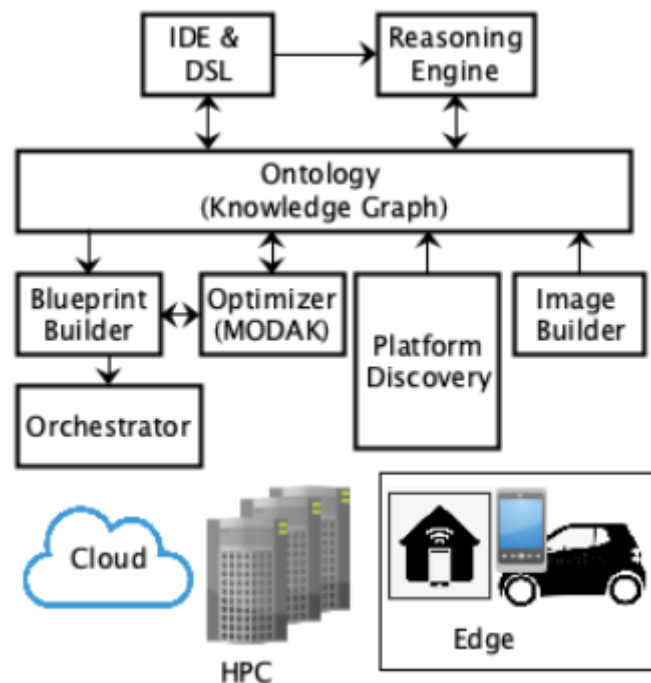 IDE &
DSL
Reasoning
Engine
Ontology
(Knowledge Graph)
Blueprint
Builder
Optimizer
(MODAK)
Platform
Discovery
Image
Builder
Orchestrator
Cloud
HPC
Edge